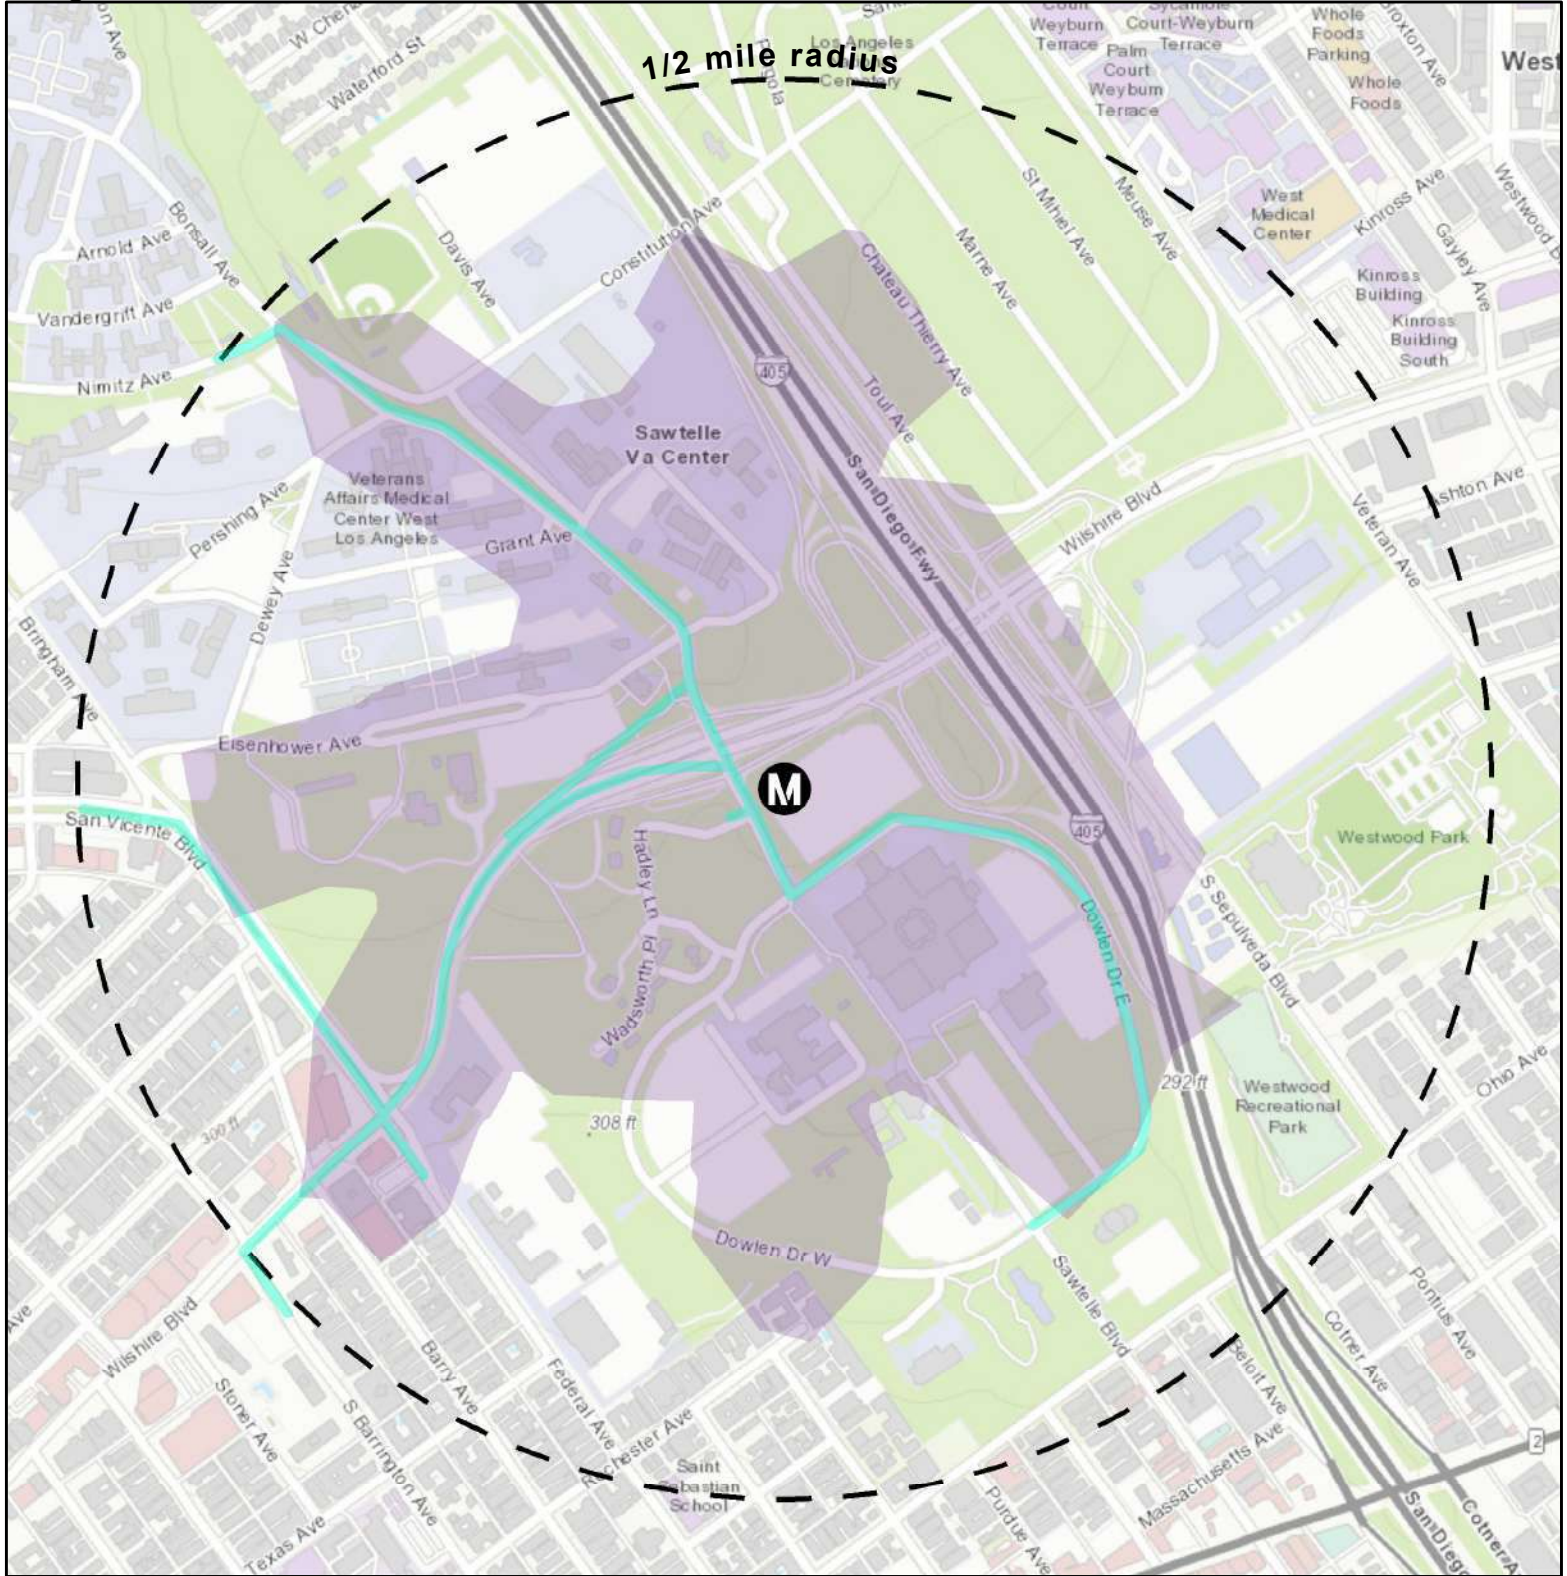 W Chen
Waterford St
1/2 mile radius
Los Angeles
Cemetery
Court
Weyburn
Terrace
Sycamore
Court-Weyburn
Terrace
Palm
Court
Weyburn
Terrace
Whole
Foods
Parking
Whole
Foods
Broxton Ave
West
Westwood B
West
Medical
Center
Kinross Ave
Gayley Ave
Kinross
Building
Kinross
Building
South
Bonsall Ave
Arnold Ave
Vandergrift Ave
Nimitz Ave
Davis Ave
Constitution Ave
St Mihiel Ave
Meuse Ave
Marne Ave
Chateau Thierry Ave
Toul Ave
405
Sawtelle
Va Center
Veterans
Affairs Medical
Center West
Los Angeles
Pershing Ave
Grant Ave
Dewey Ave
San Diego Fwy
Wilshire Blvd
Ashton Ave
Veteran Ave
Bringham Ave
Eisenhower Ave
M
San Vicente Blvd
Hadley Ln
Wadsworth Pl
405
Westwood Park
S Sepulveda Blvd
Dowlen Dr E
292 ft
Westwood
Recreational
Park
Ohio Ave
300 ft
308 ft
Dowlen Dr W
Sawtelle Blvd
Wilshire Blvd
Ave
Stoner Ave
Barry Ave
Federal Ave
S Barrington Ave
Rochester Ave
Saint
Sebastian
School
Texas Ave
Purdue Ave
Massachusetts Ave
Beloit Ave
Cotner Ave
Pontius Ave
2
San Diego
Cotner A